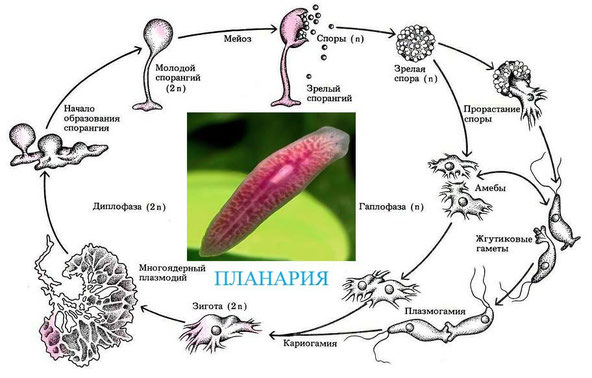 Мейоз
Споры (n)
Зрелая
спора (n)
Молодой
спорангий
(2n)
Зрелый
спорангий
Прорастание
споры
Начало
образования
спорангия
Амебы
Диплофаза (2n)
Гаплофаза (n)
Жгутиковые
гаметы
Многоядерный
плазмодий
ПЛАНАРИЯ
Зигота (2n)
Плазмогамия
Кариогамия